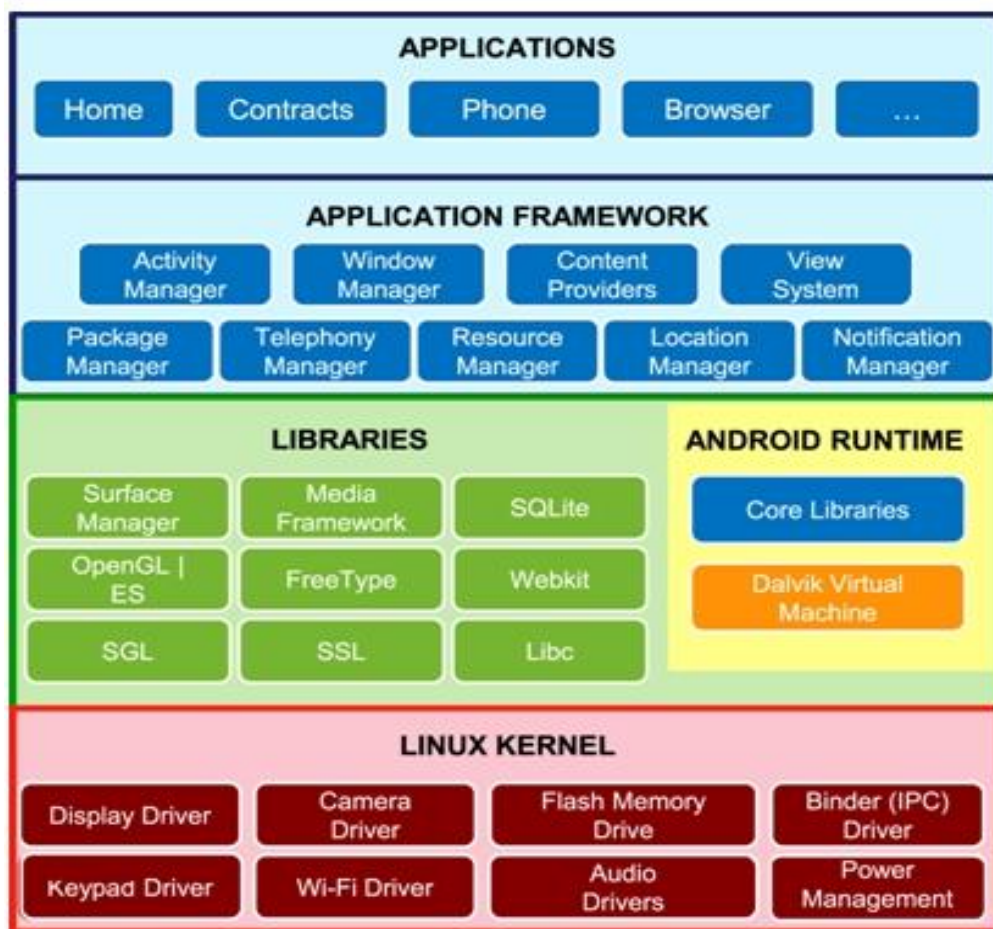 APPLICATIONS
Home
Contracts
Phone
Browser
...
APPLICATION FRAMEWORK
Activity
Manager
Window
Manager
Content
Providers
View
System
Package
Manager
Telephony
Manager
Resource
Manager
Location
Manager
Notification
Manager
LIBRARIES
Surface
Manager
Media
Framework
SQLite
OpenGL |
ES
FreeType
Webkit
SGL
SSL
Libc
ANDROID RUNTIME
Core Libraries
Dalvik Virtual
Machine
LINUX KERNEL
Display Driver
Camera
Driver
Flash Memory
Drive
Binder (IPC)
Driver
Keypad Driver
Wi-Fi Driver
Audio
Drivers
Power
Management